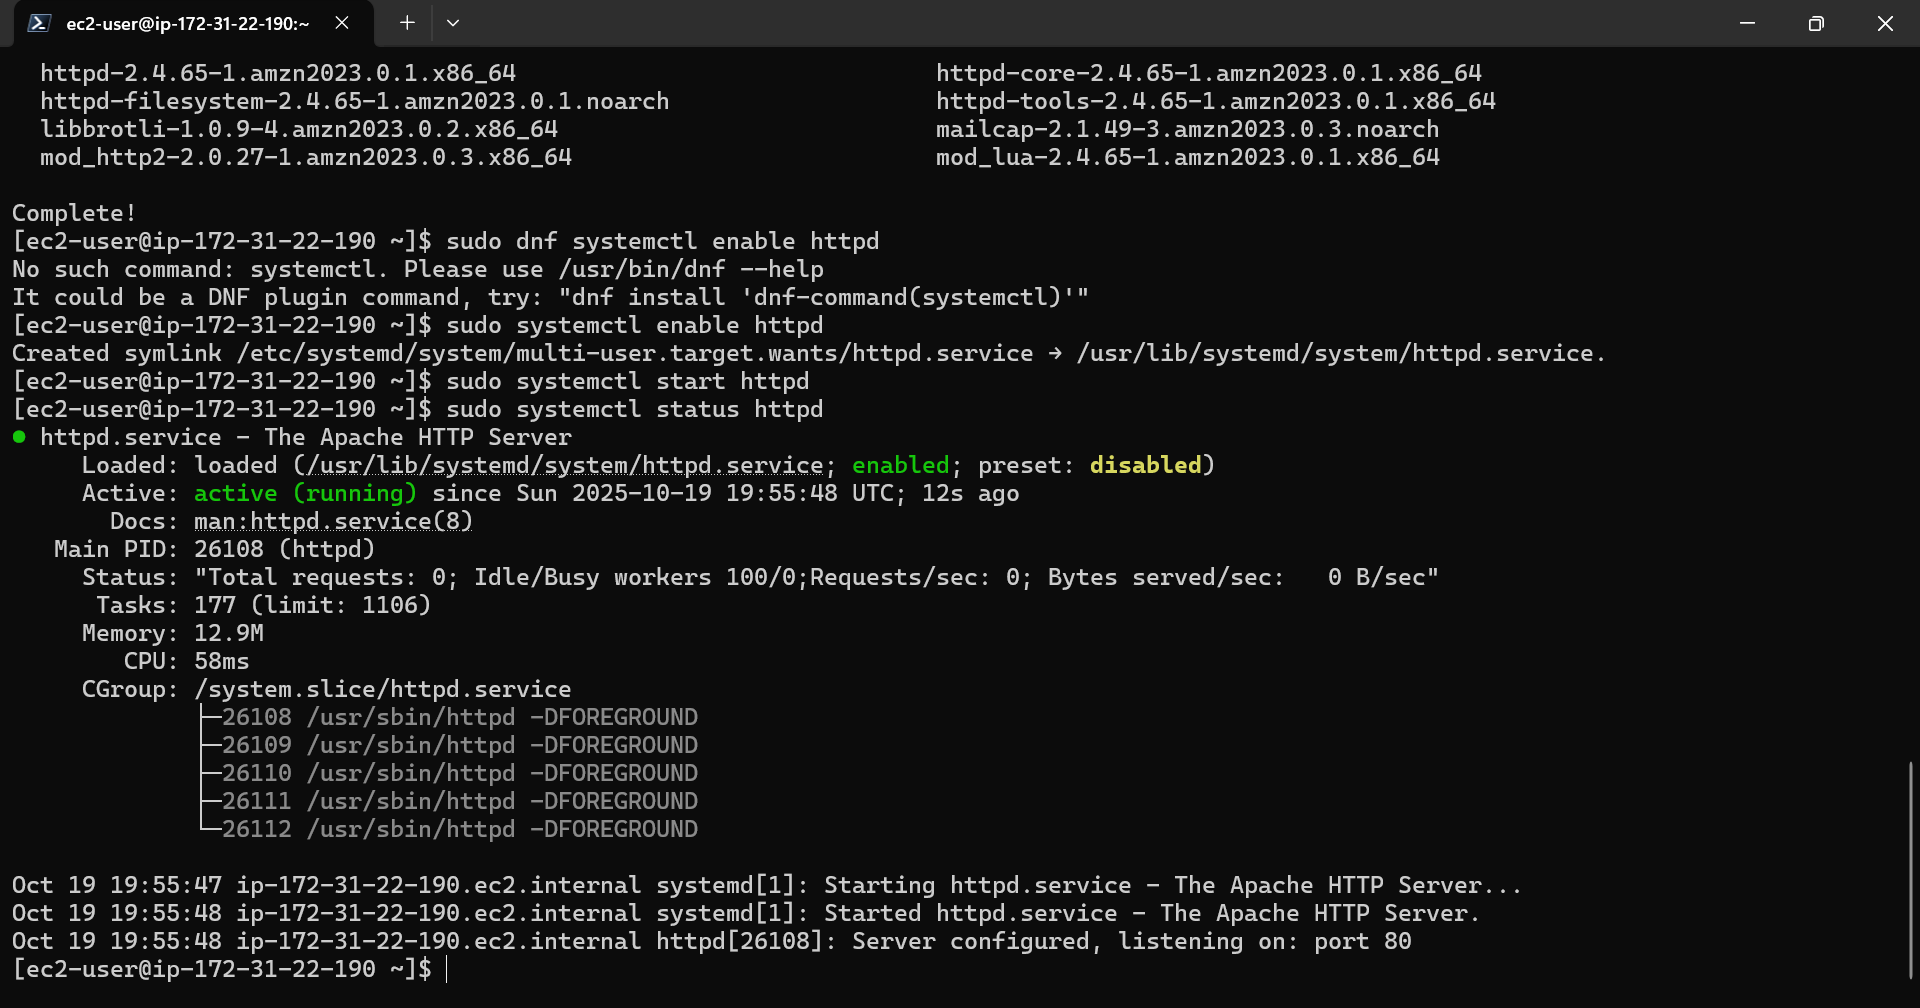 ec2-user@ip-172-31-22-190:~
httpd-2.4.65-1.amzn2023.0.1.x86_64 httpd-core-2.4.65-1.amzn2023.0.1.x86_64
httpd-filesystem-2.4.65-1.amzn2023.0.1.noarch httpd-tools-2.4.65-1.amzn2023.0.1.x86_64
libbrotli-1.0.9-4.amzn2023.0.2.x86_64 mailcap-2.1.49-3.amzn2023.0.3.noarch
mod_http2-2.0.27-1.amzn2023.0.3.x86_64 mod_lua-2.4.65-1.amzn2023.0.1.x86_64
Complete!
[ec2-user@ip-172-31-22-190 ~]$ sudo dnf systemctl enable httpd
No such command: systemctl. Please use /usr/bin/dnf --help
It could be a DNF plugin command, try: "dnf install 'dnf-command(systemctl)'"
[ec2-user@ip-172-31-22-190 ~]$ sudo systemctl enable httpd
Created symlink /etc/systemd/system/multi-user.target.wants/httpd.service → /usr/lib/systemd/system/httpd.service.
[ec2-user@ip-172-31-22-190 ~]$ sudo systemctl start httpd
[ec2-user@ip-172-31-22-190 ~]$ sudo systemctl status httpd
● httpd.service - The Apache HTTP Server
Loaded: loaded (/usr/lib/systemd/system/httpd.service; enabled; preset: disabled)
Active: active (running) since Sun 2025-10-19 19:55:48 UTC; 12s ago
Docs: man:httpd.service(8)
Main PID: 26108 (httpd)
Status: "Total requests: 0; Idle/Busy workers 100/0;Requests/sec: 0; Bytes served/sec:   0 B/sec"
Tasks: 177 (limit: 1106)
Memory: 12.9M
CPU: 58ms
CGroup: /system.slice/httpd.service
├─26108 /usr/sbin/httpd -DFOREGROUND
├─26109 /usr/sbin/httpd -DFOREGROUND
├─26110 /usr/sbin/httpd -DFOREGROUND
├─26111 /usr/sbin/httpd -DFOREGROUND
└─26112 /usr/sbin/httpd -DFOREGROUND
Oct 19 19:55:47 ip-172-31-22-190.ec2.internal systemd[1]: Starting httpd.service - The Apache HTTP Server...
Oct 19 19:55:48 ip-172-31-22-190.ec2.internal systemd[1]: Started httpd.service - The Apache HTTP Server.
Oct 19 19:55:48 ip-172-31-22-190.ec2.internal httpd[26108]: Server configured, listening on: port 80
[ec2-user@ip-172-31-22-190 ~]$